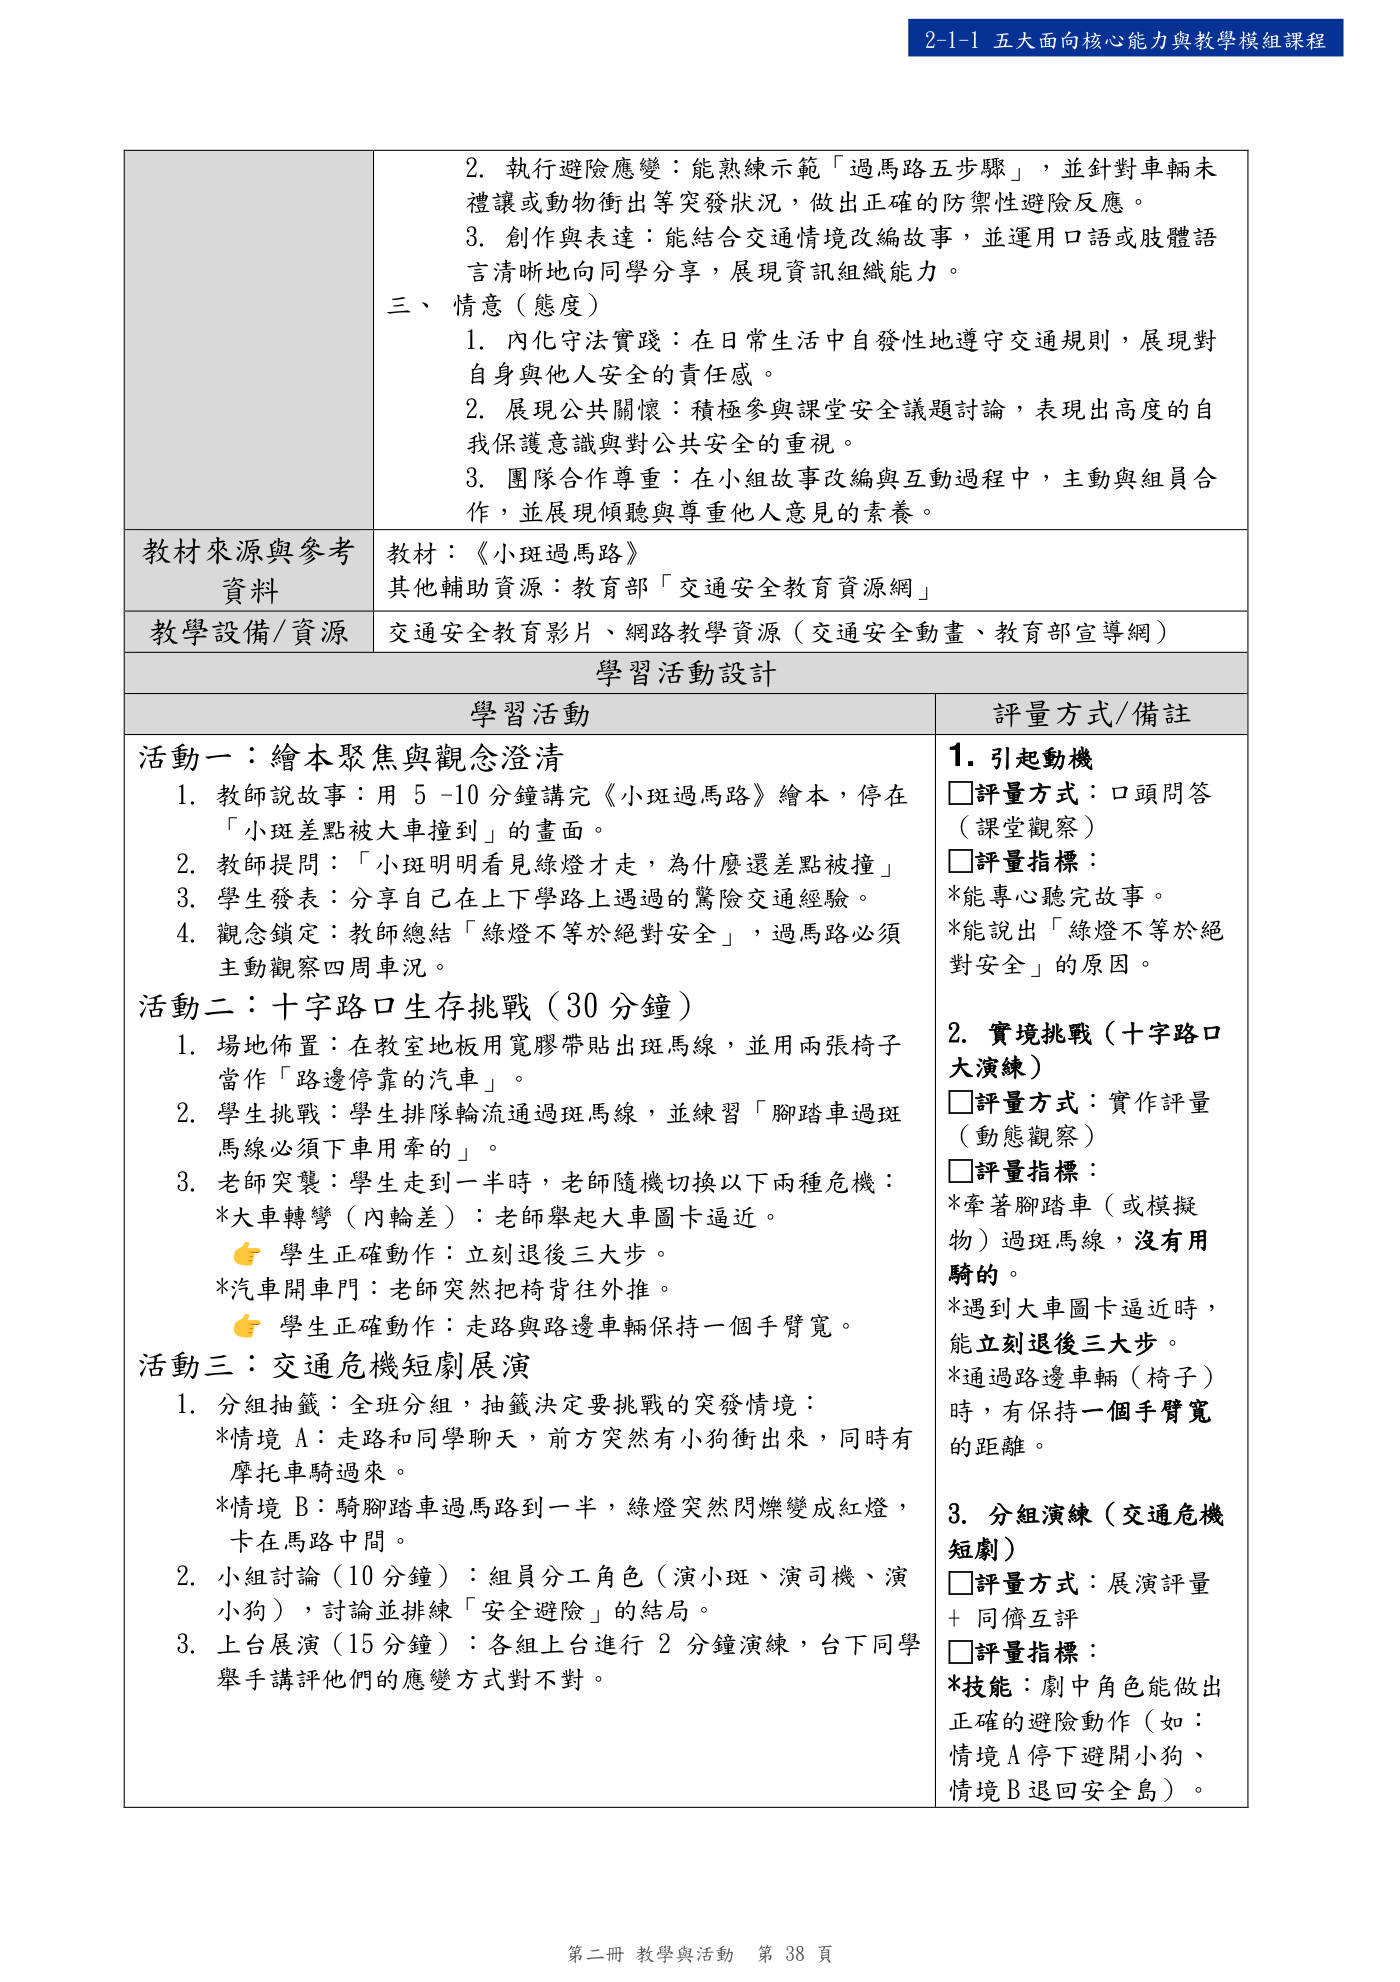 2-1-1 五大面向核心能力與教學模組課程
2. 執行避險應變：能熟練示範「過馬路五步驟」，並針對車輛未
禮讓或動物衝出等突發狀況，做出正確的防禦性避險反應。
3. 創作與表達：能結合交通情境改編故事，並運用口語或肢體語
言清晰地向同學分享，展現資訊組織能力。
三、 情意（態度）
1. 內化守法實踐：在日常生活中自發性地遵守交通規則，展現對
自身與他人安全的責任感。
2. 展現公共關懷：積極參與課堂安全議題討論，表現出高度的自
我保護意識與對公共安全的重視。
3. 團隊合作尊重：在小組故事改編與互動過程中，主動與組員合
作，並展現傾聽與尊重他人意見的素養。
教材來源與參考
資料
教材：《小斑過馬路》
其他輔助資源：教育部「交通安全教育資源網」
教學設備/資源
交通安全教育影片、網路教學資源（交通安全動畫、教育部宣導網）
學習活動設計
學習活動
評量方式/備註
活動一：繪本聚焦與觀念澄清
1. 教師說故事：用 5 -10 分鐘講完《小斑過馬路》繪本，停在
「小斑差點被大車撞到」的畫面。
2. 教師提問：「小斑明明看見綠燈才走，為什麼還差點被撞」
3. 學生發表：分享自己在上下學路上遇過的驚險交通經驗。
4. 觀念鎖定：教師總結「綠燈不等於絕對安全」，過馬路必須
主動觀察四周車況。
活動二：十字路口生存挑戰（30 分鐘）
1. 場地佈置：在教室地板用寬膠帶貼出斑馬線，並用兩張椅子
當作「路邊停靠的汽車」。
2. 學生挑戰：學生排隊輪流通過斑馬線，並練習「腳踏車過斑
馬線必須下車用牽的」。
3. 老師突襲：學生走到一半時，老師隨機切換以下兩種危機：
*大車轉彎（內輪差）：老師舉起大車圖卡逼近。
👉 學生正確動作：立刻退後三大步。
*汽車開車門：老師突然把椅背往外推。
👉 學生正確動作：走路與路邊車輛保持一個手臂寬。
活動三：交通危機短劇展演
1. 分組抽籤：全班分組，抽籤決定要挑戰的突發情境：
*情境 A：走路和同學聊天，前方突然有小狗衝出來，同時有
摩托車騎過來。
*情境 B：騎腳踏車過馬路到一半，綠燈突然閃爍變成紅燈，
卡在馬路中間。
2. 小組討論（10 分鐘）：組員分工角色（演小斑、演司機、演
小狗），討論並排練「安全避險」的結局。
3. 上台展演（15 分鐘）：各組上台進行 2 分鐘演練，台下同學
舉手講評他們的應變方式對不對。
1. 引起動機
□評量方式：口頭問答
（課堂觀察）
□評量指標：
*能專心聽完故事。
*能說出「綠燈不等於絕
對安全」的原因。
2. 實境挑戰（十字路口
大演練）
□評量方式：實作評量
（動態觀察）
□評量指標：
*牽著腳踏車（或模擬
物）過斑馬線，沒有用
騎的。
*遇到大車圖卡逼近時，
能立刻退後三大步。
*通過路邊車輛（椅子）
時，有保持一個手臂寬
的距離。
3. 分組演練（交通危機
短劇）
□評量方式：展演評量
+ 同儕互評
□評量指標：
*技能：劇中角色能做出
正確的避險動作（如：
情境 A 停下避開小狗、
情境 B 退回安全島）。
第二冊 教學與活動 第 38 頁